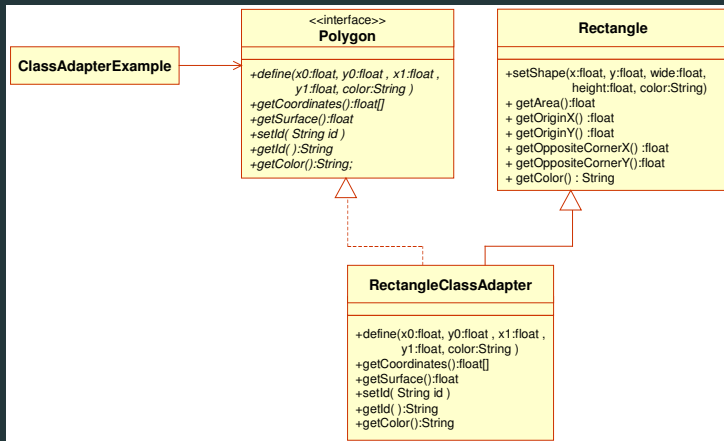 ClassAdapterExample
<<interface>>
Polygon
+define(x0:float, y0:float , x1:float ,
y1:float, color:String )
+getCoordinates():float[]
+getSurface():float
+setId( String id )
+getId( ):String
+getColor():String;
Rectangle
+setShape(x:float, y:float, wide:float,
height:float, color:String)
+ getArea():float
+ getOriginX() :float
+ getOriginY() :float
+ getOppositeCornerX() :float
+ getOppositeCornerY():float
+ getColor() : String
RectangleClassAdapter
+define(x0:float, y0:float , x1:float ,
y1:float, color:String )
+getCoordinates():float[]
+getSurface():float
+setId( String id )
+getId( ):String
+getColor():String